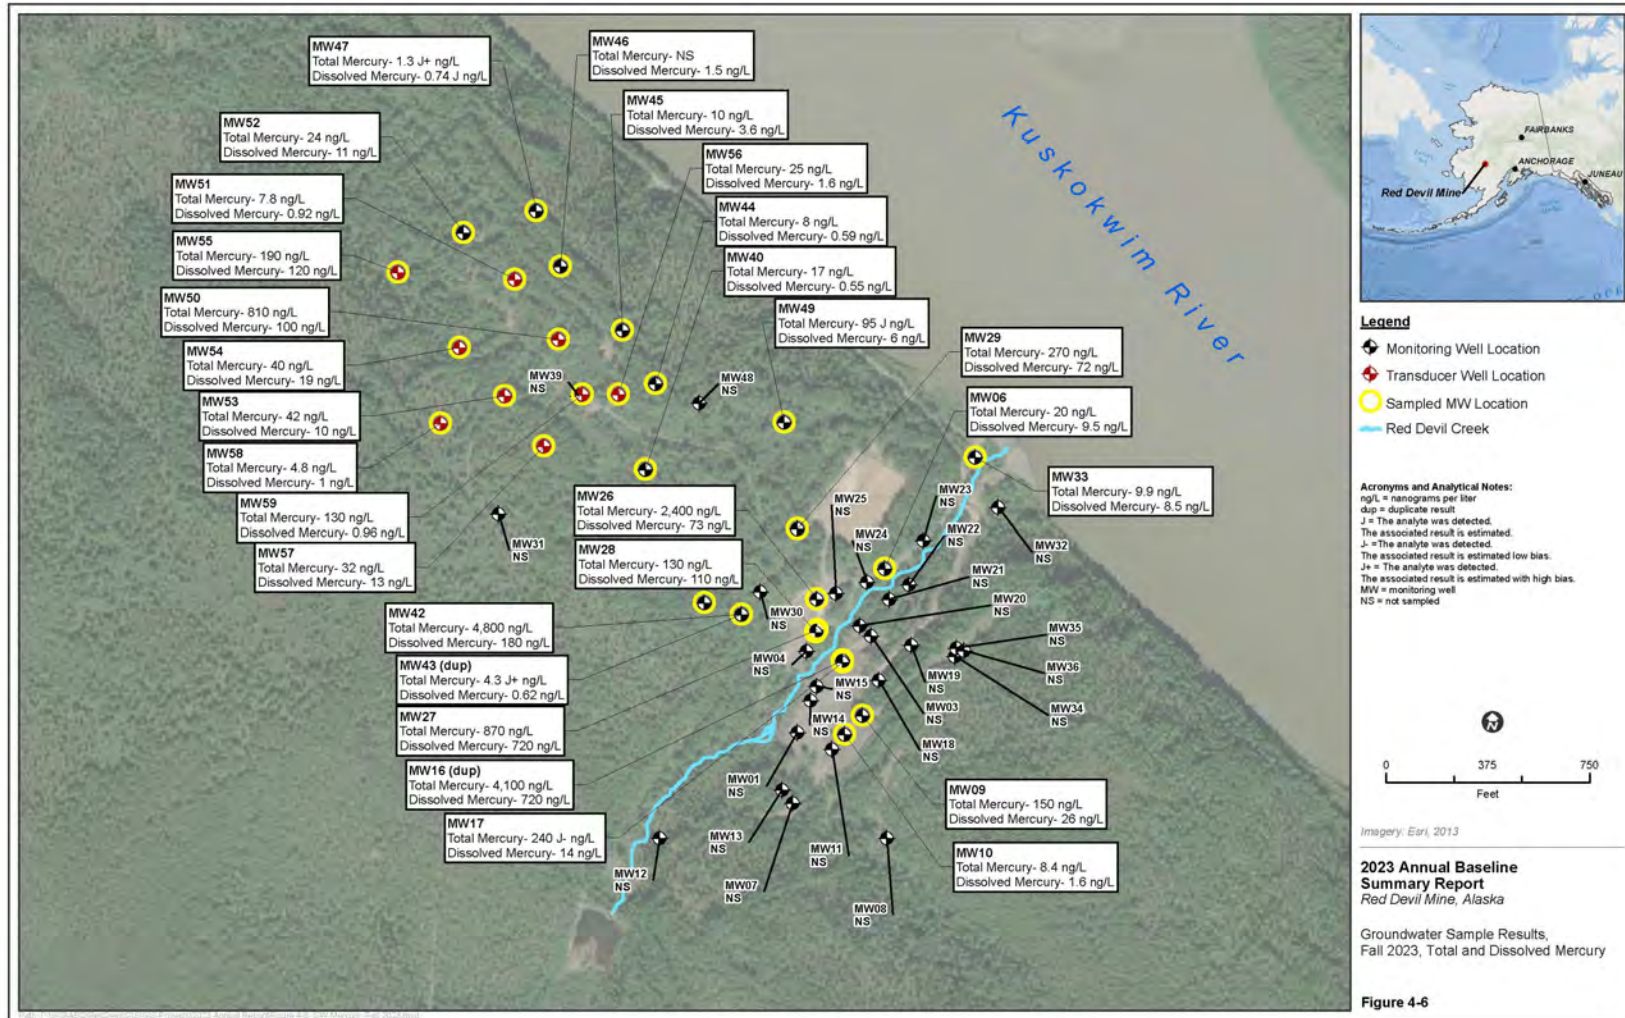 MW47
Total Mercury- 1.3 J+ ng/L
Dissolved Mercury- 0.74 J ng/L
MW46
Total Mercury- NS
Dissolved Mercury- 1.5 ng/L
MW45
Total Mercury- 10 ng/L
Dissolved Mercury- 3.6 ng/L
MW52
Total Mercury- 24 ng/L
Dissolved Mercury- 11 ng/L
MW56
Total Mercury- 25 ng/L
Dissolved Mercury- 1.6 ng/L
MW51
Total Mercury- 7.8 ng/L
Dissolved Mercury- 0.92 ng/L
MW44
Total Mercury- 8 ng/L
Dissolved Mercury- 0.59 ng/L
MW55
Total Mercury- 190 ng/L
Dissolved Mercury- 120 ng/L
MW40
Total Mercury- 17 ng/L
Dissolved Mercury- 0.55 ng/L
MW50
Total Mercury- 810 ng/L
Dissolved Mercury- 100 ng/L
MW49
Total Mercury- 95 J ng/L
Dissolved Mercury- 6 ng/L
MW54
Total Mercury- 40 ng/L
Dissolved Mercury- 19 ng/L
MW29
Total Mercury- 270 ng/L
Dissolved Mercury- 72 ng/L
MW53
Total Mercury- 42 ng/L
Dissolved Mercury- 10 ng/L
MW06
Total Mercury- 20 ng/L
Dissolved Mercury- 9.5 ng/L
MW58
Total Mercury- 4.8 ng/L
Dissolved Mercury- 1 ng/L
MW33
Total Mercury- 9.9 ng/L
Dissolved Mercury- 8.5 ng/L
MW59
Total Mercury- 130 ng/L
Dissolved Mercury- 0.96 ng/L
MW26
Total Mercury- 2,400 ng/L
Dissolved Mercury- 73 ng/L
MW57
Total Mercury- 32 ng/L
Dissolved Mercury- 13 ng/L
MW28
Total Mercury- 130 ng/L
Dissolved Mercury- 110 ng/L
MW42
Total Mercury- 4,800 ng/L
Dissolved Mercury- 180 ng/L
MW43 (dup)
Total Mercury- 4.3 J+ ng/L
Dissolved Mercury- 0.62 ng/L
MW27
Total Mercury- 870 ng/L
Dissolved Mercury- 720 ng/L
MW16 (dup)
Total Mercury- 4,100 ng/L
Dissolved Mercury- 720 ng/L
MW17
Total Mercury- 240 J- ng/L
Dissolved Mercury- 14 ng/L
MW09
Total Mercury- 150 ng/L
Dissolved Mercury- 26 ng/L
MW10
Total Mercury- 8.4 ng/L
Dissolved Mercury- 1.6 ng/L
MW39
NS
MW48
NS
MW31
NS
MW25
NS
MW24
NS
MW23
NS
MW22
NS
MW32
NS
MW21
NS
MW20
NS
MW30
NS
MW04
NS
MW35
NS
MW36
NS
MW19
NS
MW34
NS
MW15
NS
MW03
NS
MW14
NS
MW18
NS
MW01
NS
MW13
NS
MW11
NS
MW12
NS
MW07
NS
MW08
NS
Kuskokwim River
FAIRBANKS
ANCHORAGE
JUNEAU
Red Devil Mine
Legend
Monitoring Well Location
Transducer Well Location
Sampled MW Location
Red Devil Creek
Acronyms and Analytical Notes:
ng/L = nanograms per liter
dup = duplicate result
J = The analyte was detected.
The associated result is estimated.
J- =The analyte was detected.
The associated result is estimated low bias.
J+ = The analyte was detected.
The associated result is estimated with high bias.
MW = monitoring well
NS = not sampled
N
0 375 750
Feet
Imagery: Esri, 2013
2023 Annual Baseline
Summary Report
Red Devil Mine, Alaska
Groundwater Sample Results,
Fall 2023, Total and Dissolved Mercury
Figure 4-6